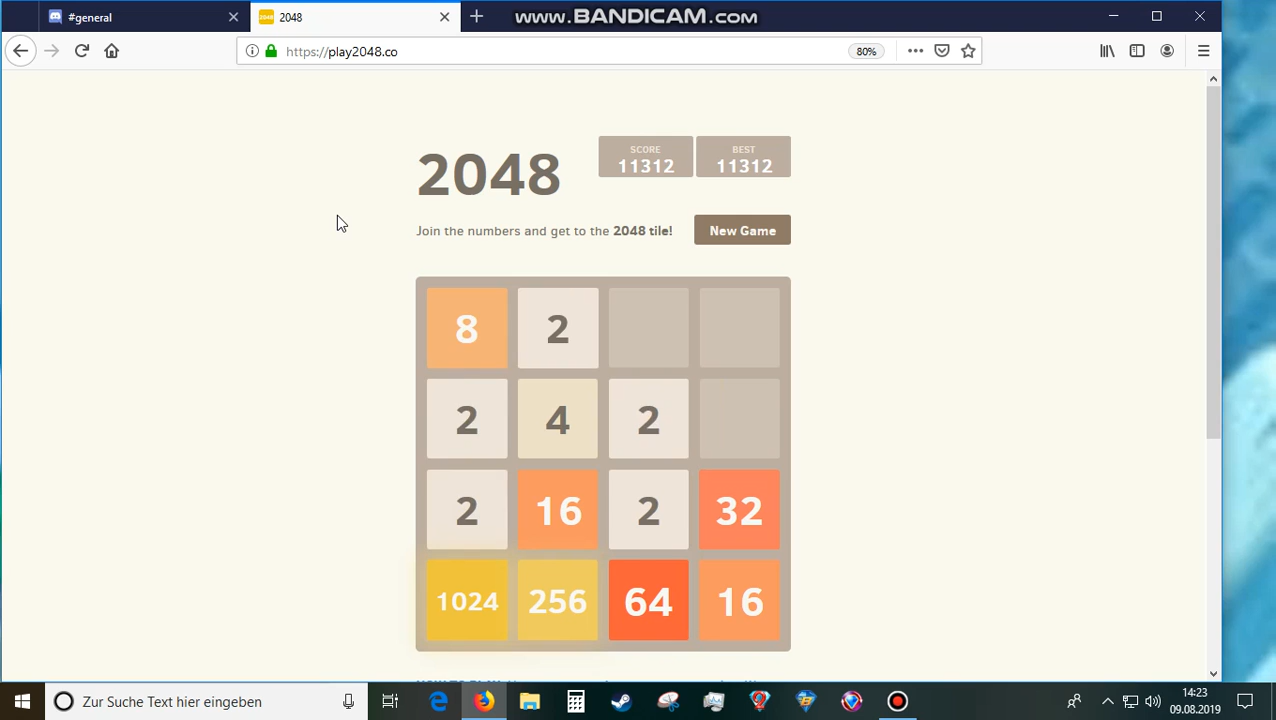 #general
2048
www.BANDICAM.com
https://play2048.co
80%
2048
SCORE
11312
BEST
11312
Join the numbers and get to the 2048 tile!
New Game
8 2
2 4 2
2 16 2 32
1024 256 64 16
Zur Suche Text hier eingeben
14:23
09.08.2019